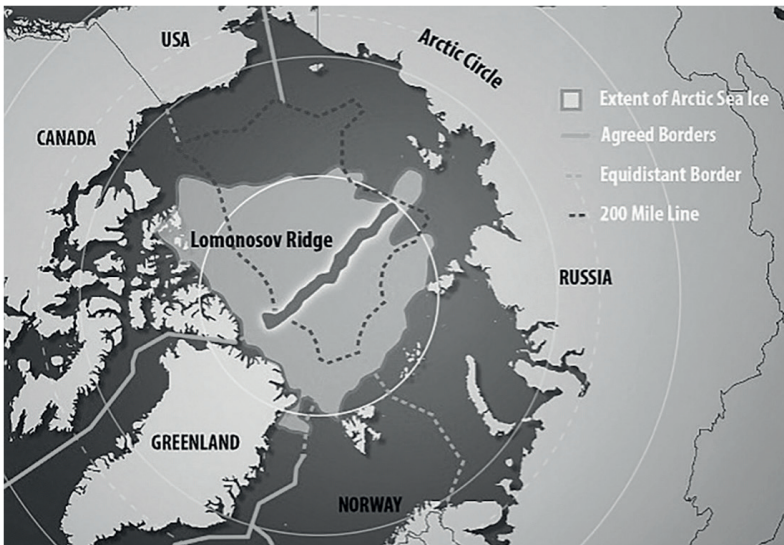 USA
Arctic Circle
CANADA
Extent of Arctic Sea Ice
Agreed Borders
Equidistant Border
200 Mile Line
Lomonosov Ridge
RUSSIA
GREENLAND
NORWAY